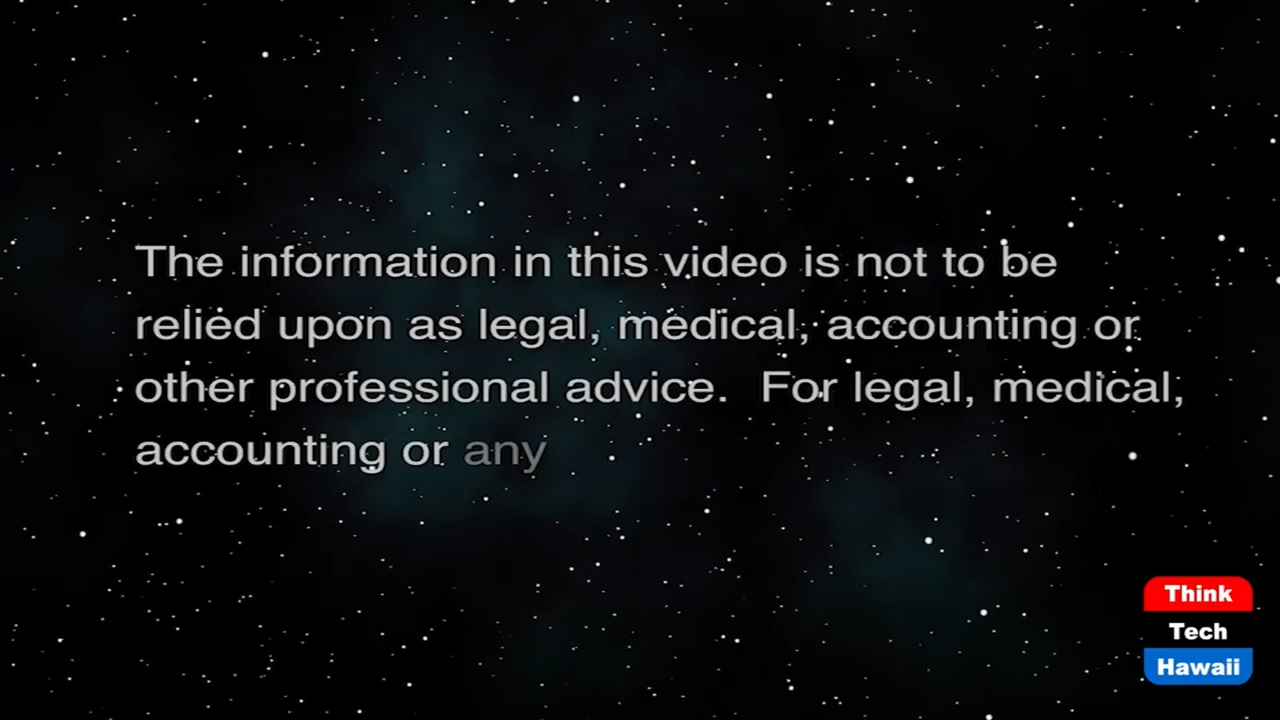 The information in this video is not to be
relied upon as legal, medical, accounting or
other professional advice.  For legal, medical,
accounting or any
Think
Tech
Hawaii